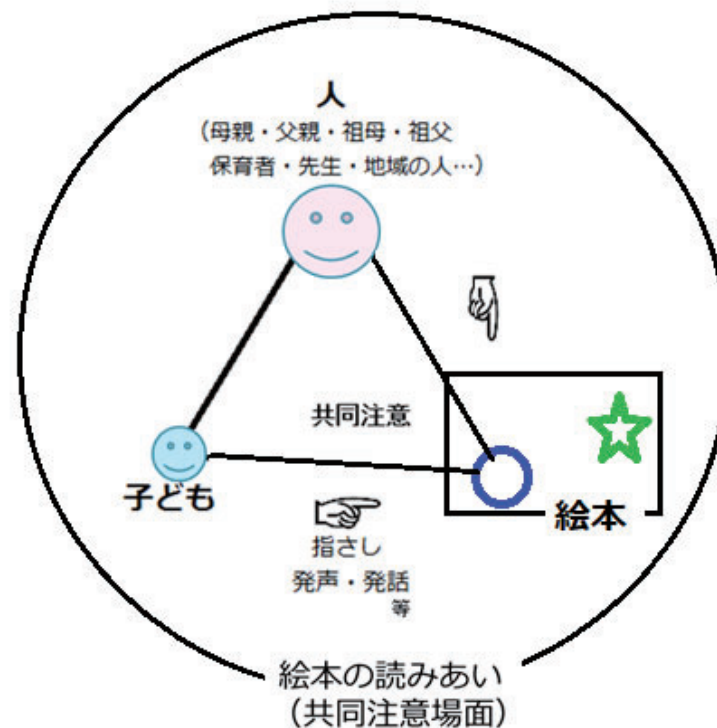 人
(母親・父親・祖母・祖父
保育者・先生・地域の人…)
共同注意
子ども
絵本
指さし
発声・発話
等
絵本の読みあい
(共同注意場面)